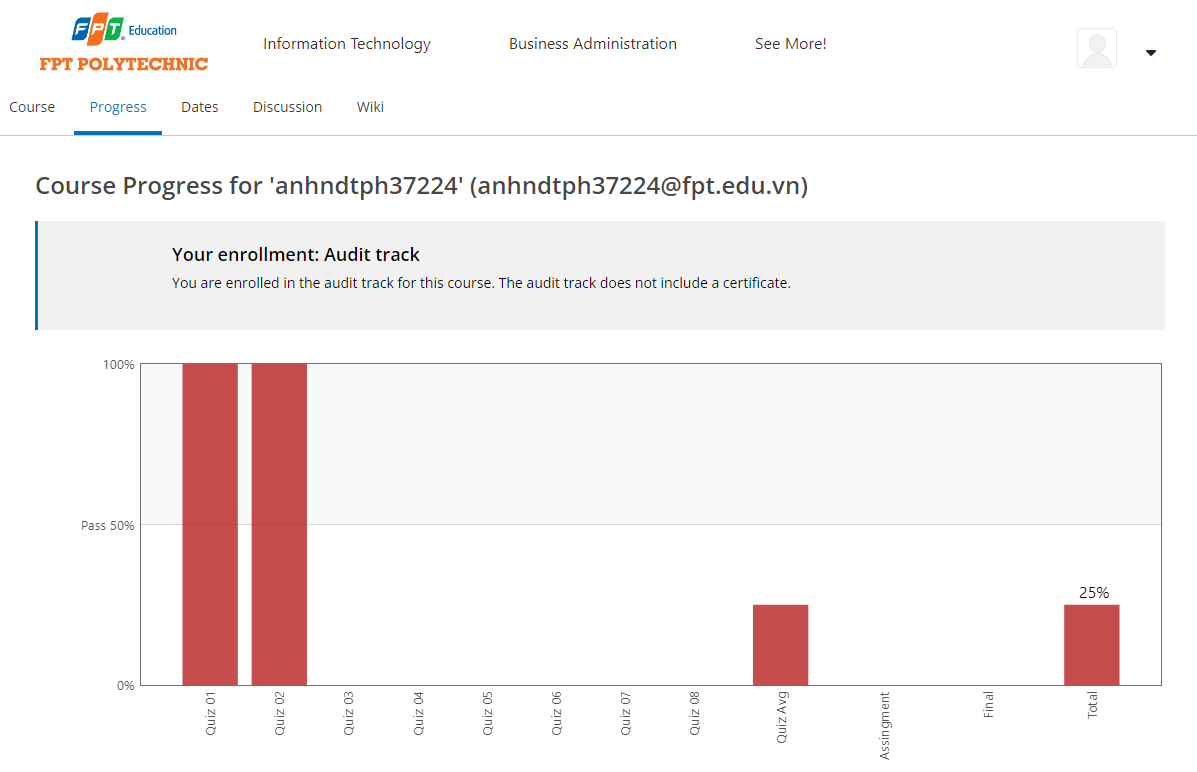 FPT Education
FPT POLYTECHNIC
Information Technology
Business Administration
See More!
Course
Progress
Dates
Discussion
Wiki
Course Progress for 'anhndtph37224' (anhndtph37224@fpt.edu.vn)
Your enrollment: Audit track
You are enrolled in the audit track for this course. The audit track does not include a certificate.
100%
Pass 50%
0%
25%
Quiz 01
Quiz 02
Quiz 03
Quiz 04
Quiz 05
Quiz 06
Quiz 07
Quiz 08
Quiz Avg
Assingment
Final
Total